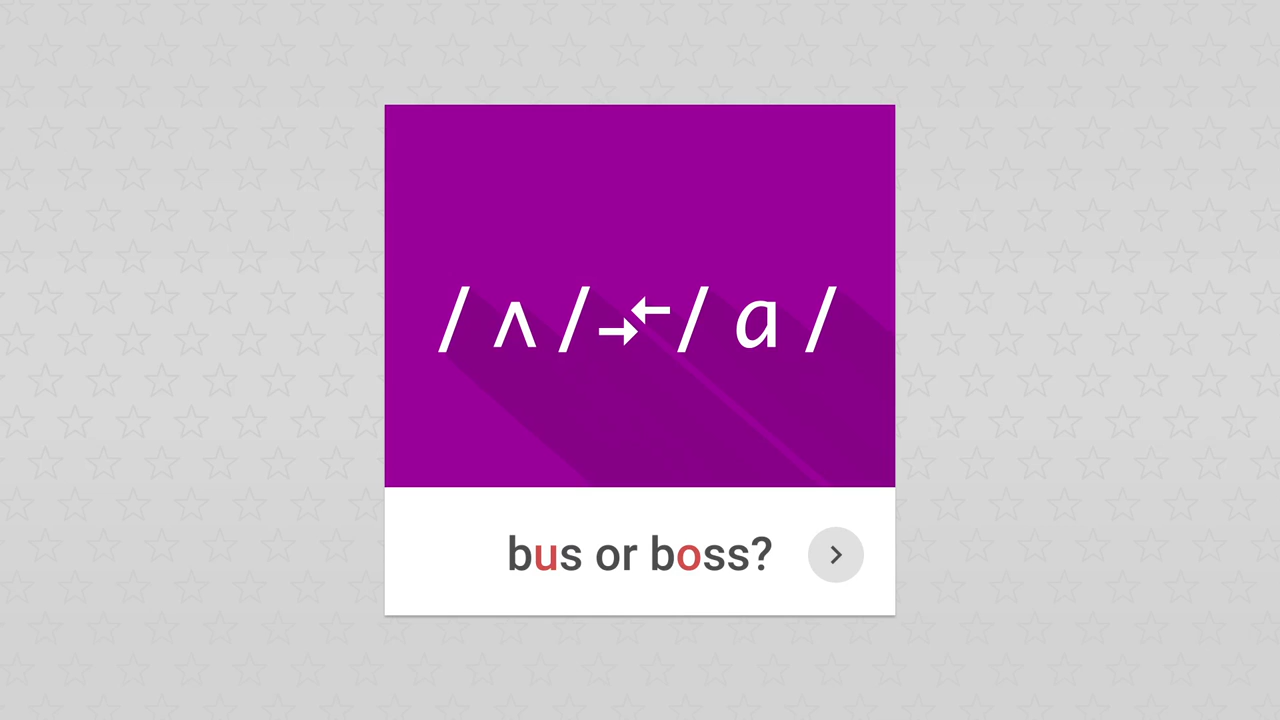 / ʌ / / ɑ /
bus or boss?